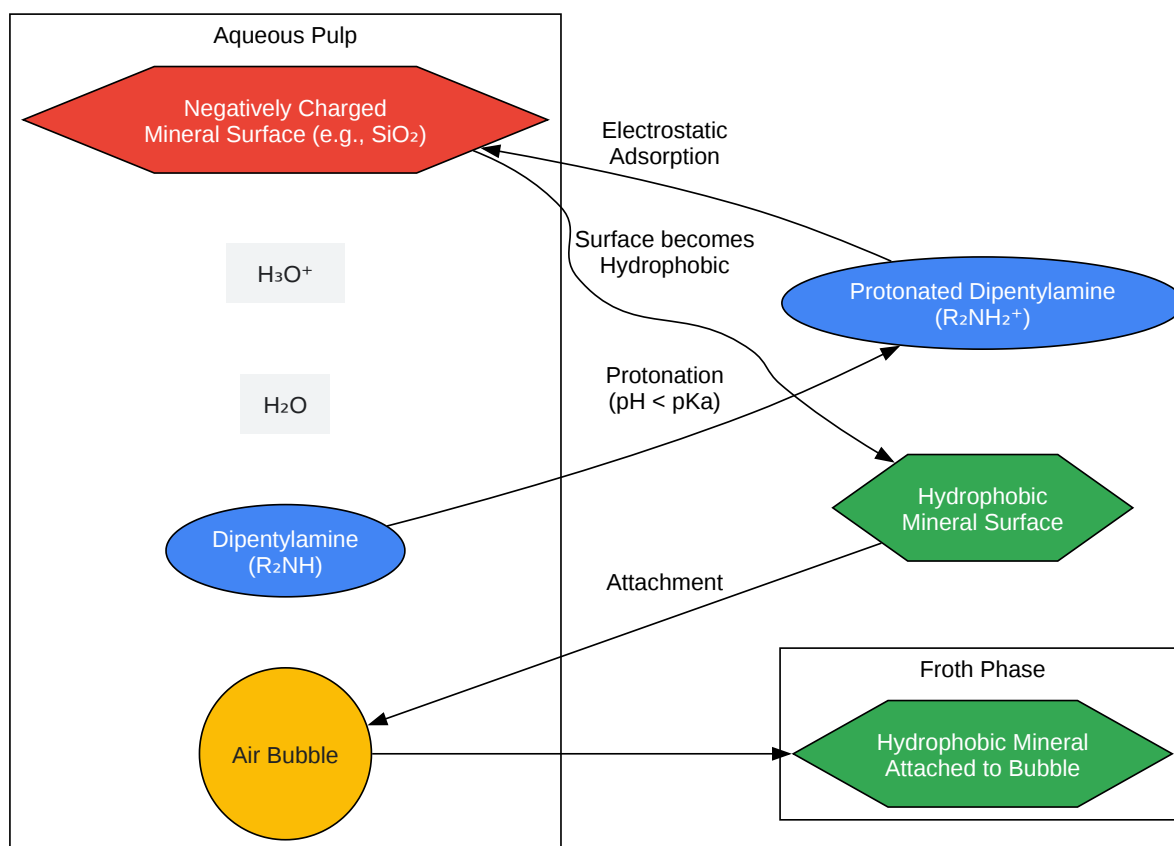 Aqueous Pulp
Negatively Charged
Mineral Surface (e.g., SiO₂)
Electrostatic
Adsorption
Surface becomes
Hydrophobic
H₃O⁺
Protonated Dipentylamine
(R₂NH₂⁺)
Protonation
(pH < pKa)
H₂O
Hydrophobic
Mineral Surface
Dipentylamine
(R₂NH)
Attachment
Froth Phase
Air Bubble
Hydrophobic Mineral
Attached to Bubble